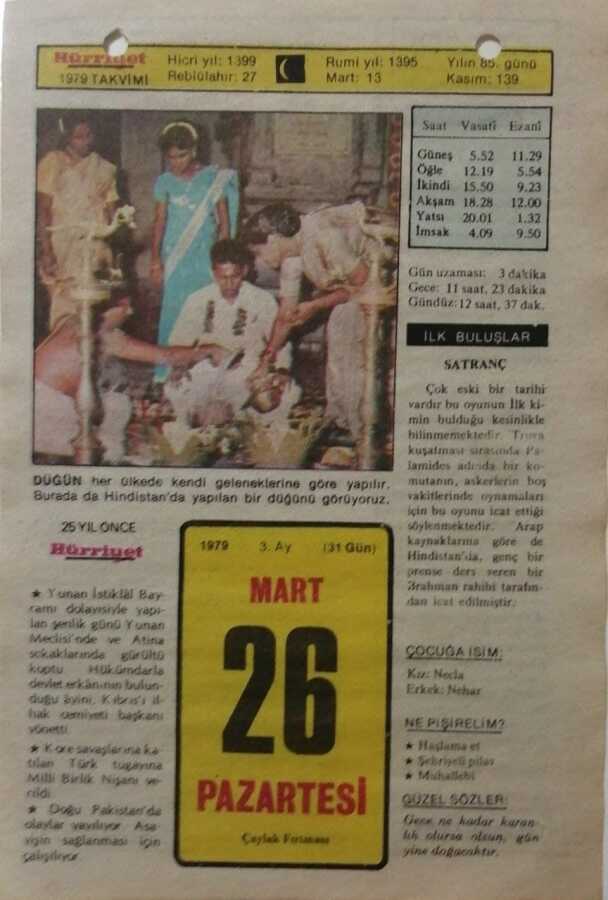 Hürriyet
1979 TAKVİMİ
Hicri yıl: 1399
Rebiülahır: 27
Rumi yıl: 1395
Mart: 13
Yılın 85. günü
Kasım: 139
Saat Vasatî Ezanî
Güneş 5.52 11.29
Öğle 12.19 5.54
İkindi 15.50 9.23
Akşam 18.28 12.00
Yatsı 20.01 1.32
İmsak 4.09 9.50
Gün uzaması: 3 dakika
Gece: 11 saat, 23 dakika
Gündüz: 12 saat, 37 dak.
DÜĞÜN her ülkede kendi geleneklerine göre yapılır.
Burada da Hindistan'da yapılan bir düğünü görüyoruz.
İLK BULUŞLAR
SATRANÇ
Çok eski bir tarihi
vardır bu oyunun İlk ki-
min bulduğu kesinlikle
bilinmemektedir. Truva
kuşatması sırasında Pa-
lamides adında bir ko-
mutanın, askerlerin boş
vakitlerinde oynamaları
için bu oyunu icat ettiği
söylenmektedir. Arap
kaynaklarına göre de
Hindistan'da, genç bir
prense ders veren bir
Brahman rahibi tarafın-
dan icat edilmiştir.
25 YIL ÖNCE
Hürriyet
★ Yunan İstiklâl Bay-
ramı dolayısiyle yapı-
lan şenlik günü Yunan
Meclisi'nde ve Atina
sokaklarında gürültü
koptu Hükümdarla
devlet erkânının bulun-
duğu âyini, Kıbrıs'ı il-
hak cemiyeti başkanı
yönetti
★ Kore savaşlarına ka-
tılan Türk tugayına
Milli Birlik Nişanı ve-
rildi
★ Doğu Pakistan'da
olaylar yayılıyor Asa-
yişin sağlanması için
çalışılıyor.
1979 3. Ay (31 Gün)
MART
26
PAZARTESİ
Çaylak Fırtınası
ÇOCUĞA İSİM:
Kız: Necla
Erkek: Nehar
NE PİŞİRELİM?
★ Haşlama et
★ Şehriyeli pilav
★ Muhallebi
GÜZEL SÖZLER:
Gece ne kadar karan-
lık olursa olsun, gün
yine doğacaktır.